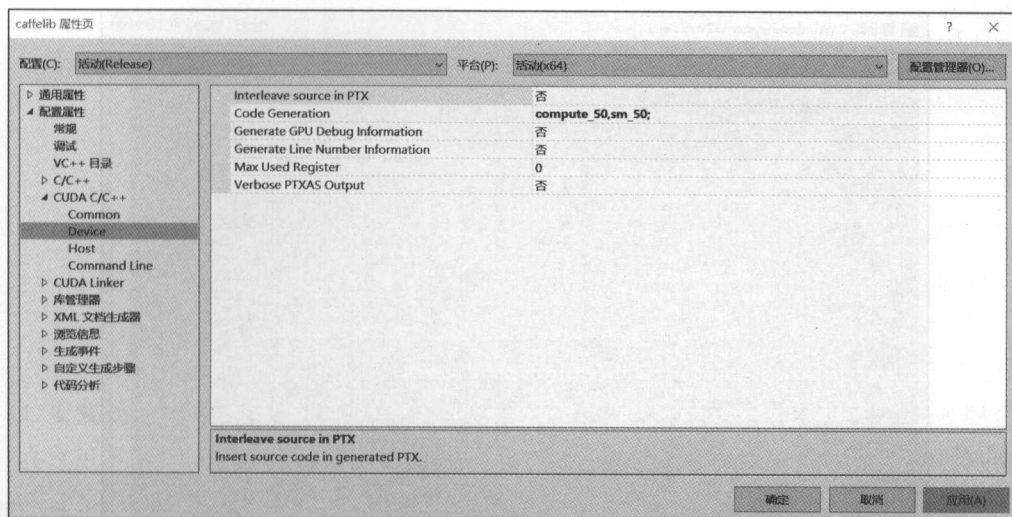 caffelib 属性页
? ×
配置(C): 活动(Release) 平台(P): 活动(x64) 配置管理器(O)...
通用属性
配置属性
常规
调试
VC++ 目录
C/C++
CUDA C/C++
Common
Device
Host
Command Line
CUDA Linker
库管理器
XML 文档生成器
浏览信息
生成事件
自定义生成步骤
代码分析
Interleave source in PTX 否
Code Generation compute_50,sm_50;
Generate GPU Debug Information 否
Generate Line Number Information 否
Max Used Register 0
Verbose PTXAS Output 否
Interleave source in PTX
Insert source code in generated PTX.
确定 取消 应用(A)